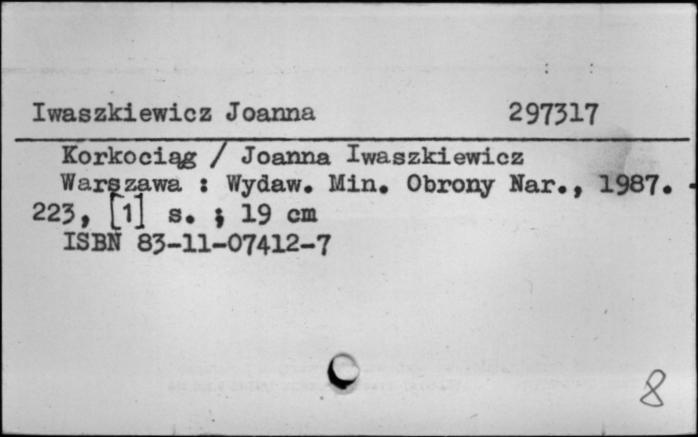 Iwaszkiewicz Joanna 297317
Korkociąg / Joanna Iwaszkiewicz
Warszawa : Wydaw. Min. Obrony Nar., 1987. -
223, [1] s. ; 19 cm
ISBN 83-11-07412-7
8